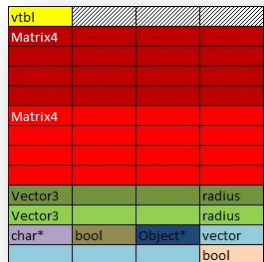 vtbl
Matrix4
Matrix4
Vector3 radius
Vector3 radius
char* bool Object* vector
bool